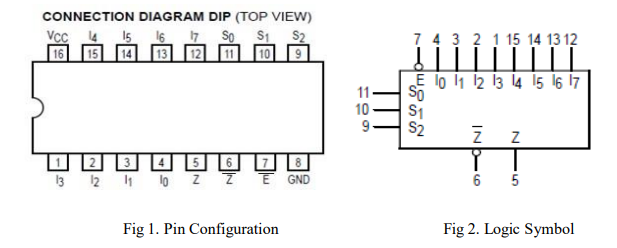 CONNECTION DIAGRAM DIP (TOP VIEW)
VCC I4 I5 I6 I7 S0 S1 S2
16 15 14 13 12 11 10 9
1 2 3 4 5 6 7 8
I3 I2 I1 I0 Z Z̅ E̅ GND
Fig 1. Pin Configuration
7 4 3 2 1 15 14 13 12
E I0 I1 I2 I3 I4 I5 I6 I7
11 S0
10 S1
9 S2
Z̅ Z
6 5
Fig 2. Logic Symbol